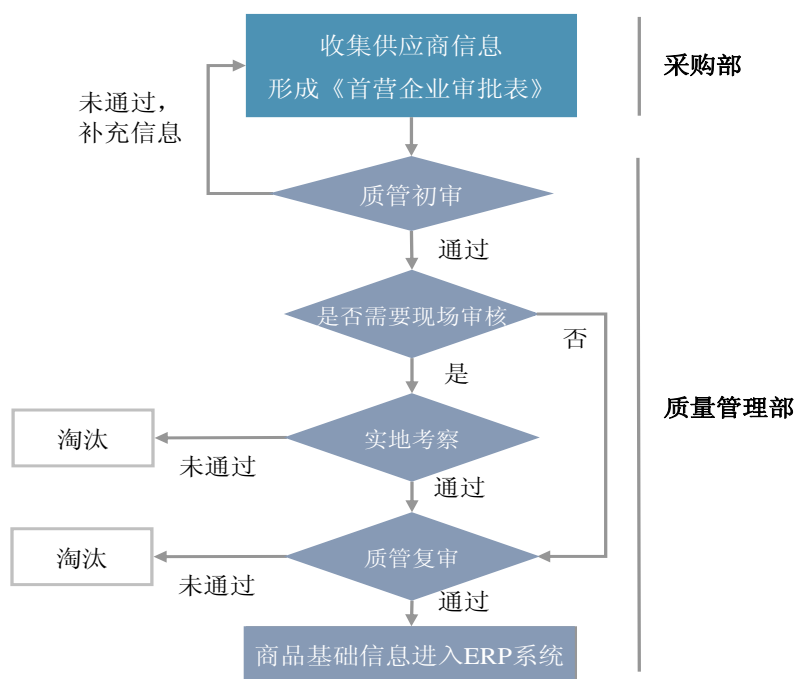 收集供应商信息
形成《首营企业审批表》
采购部
未通过，
补充信息
质管初审
通过
是否需要现场审核
否
是
质量管理部
实地考察
淘汰
未通过
通过
质管复审
淘汰
未通过
通过
商品基础信息进入ERP系统